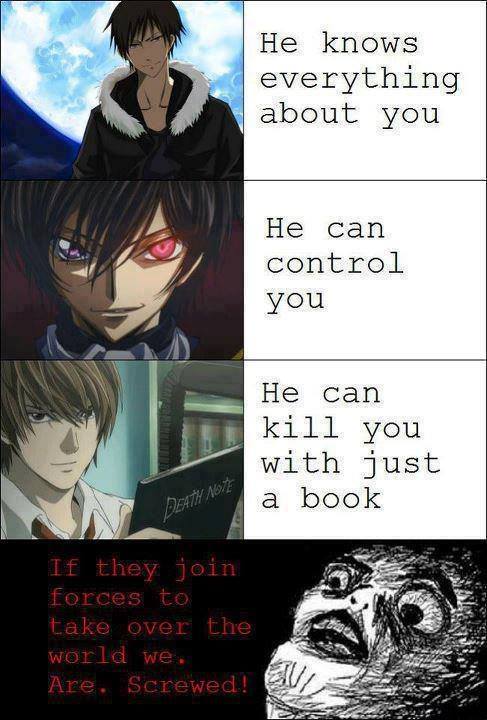 He knows
everything
about you
He can
control
you
He can
kill you
with just
a book
DEATH NOTE
If they join
forces to
take over the
world we.
Are. Screwed!